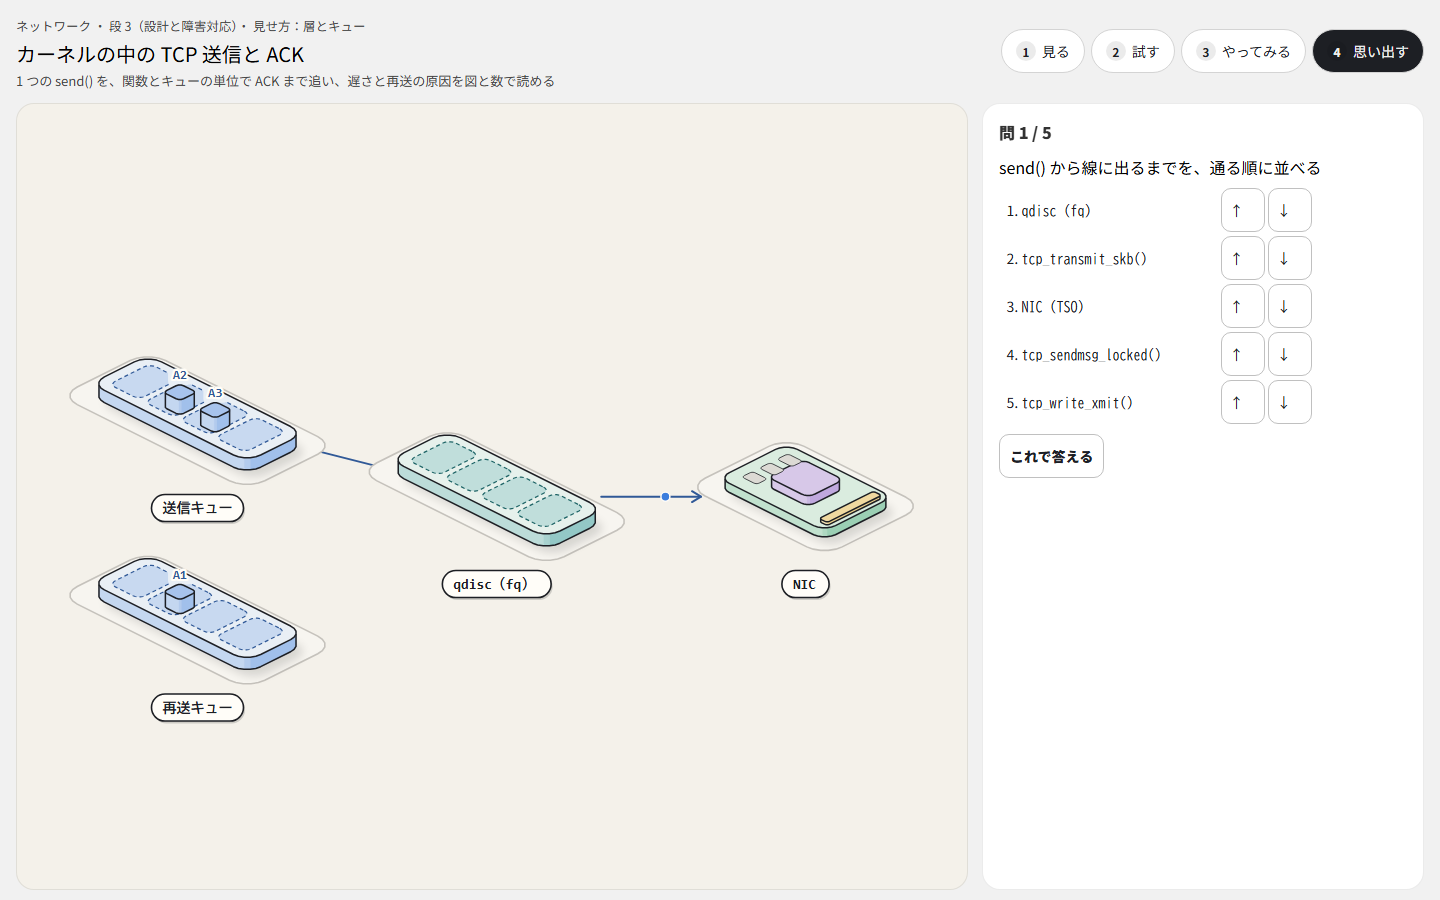 ネットワーク ・ 段 3（設計と障害対応）・ 見せ方：層とキュー
カーネルの中の TCP 送信と ACK
1 つの send() を、関数とキューの単位で ACK まで追い、遅さと再送の原因を図と数で読める
1 見る
2 試す
3 やってみる
4 思い出す
A2
A3
送信キュー
A1
再送キュー
qdisc（fq）
NIC
問 1 / 5
send() から線に出るまでを、通る順に並べる
1. qdisc（fq） ↑ ↓
2. tcp_transmit_skb() ↑ ↓
3. NIC（TSO） ↑ ↓
4. tcp_sendmsg_locked() ↑ ↓
5. tcp_write_xmit() ↑ ↓
これで答える